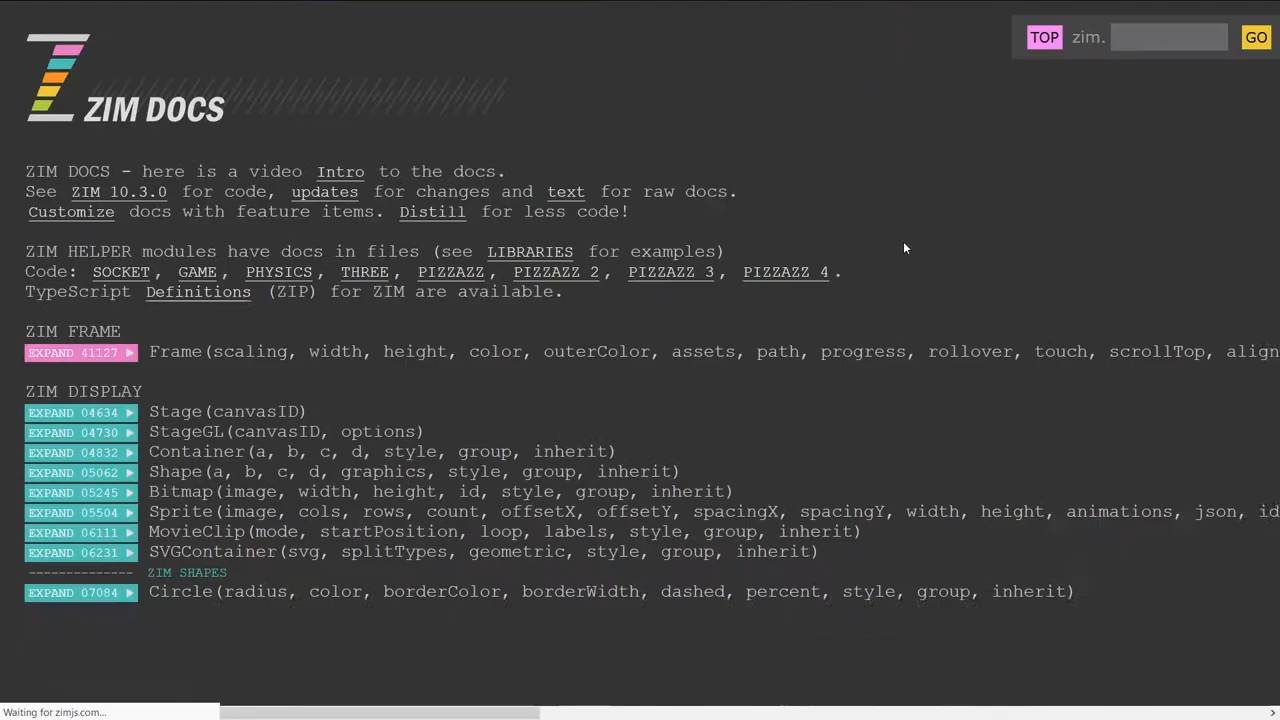 TOP zim. GO
ZIM DOCS
ZIM DOCS - here is a video Intro to the docs.
See ZIM 10.3.0 for code, updates for changes and text for raw docs.
Customize docs with feature items. Distill for less code!
ZIM HELPER modules have docs in files (see LIBRARIES for examples)
Code: SOCKET, GAME, PHYSICS, THREE, PIZZAZZ, PIZZAZZ 2, PIZZAZZ 3, PIZZAZZ 4.
TypeScript Definitions (ZIP) for ZIM are available.
ZIM FRAME
EXPAND 41127 ▶ Frame(scaling, width, height, color, outerColor, assets, path, progress, rollover, touch, scrollTop, align
ZIM DISPLAY
EXPAND 04634 ▶ Stage(canvasID)
EXPAND 04730 ▶ StageGL(canvasID, options)
EXPAND 04832 ▶ Container(a, b, c, d, style, group, inherit)
EXPAND 05062 ▶ Shape(a, b, c, d, graphics, style, group, inherit)
EXPAND 05245 ▶ Bitmap(image, width, height, id, style, group, inherit)
EXPAND 05504 ▶ Sprite(image, cols, rows, count, offsetX, offsetY, spacingX, spacingY, width, height, animations, json, id
EXPAND 06111 ▶ MovieClip(mode, startPosition, loop, labels, style, group, inherit)
EXPAND 06231 ▶ SVGContainer(svg, splitTypes, geometric, style, group, inherit)
-------------- ZIM SHAPES
EXPAND 07084 ▶ Circle(radius, color, borderColor, borderWidth, dashed, percent, style, group, inherit)
Waiting for zimjs.com...